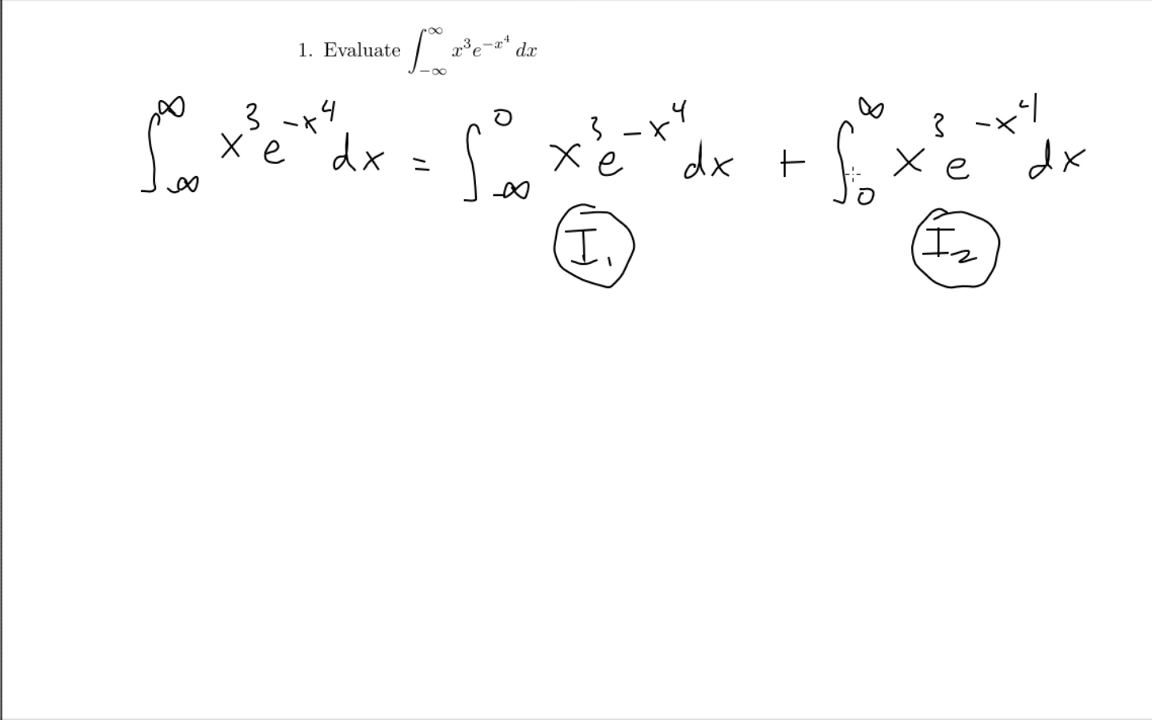 1. Evaluate ∫_{-∞}^{∞} x³e^{-x⁴} dx
∫_{-∞}^{∞} x³e^{-x⁴} dx = ∫_{-∞}^{0} x³e^{-x⁴} dx + ∫_{0}^{∞} x³e^{-x⁴} dx
I₁ I₂